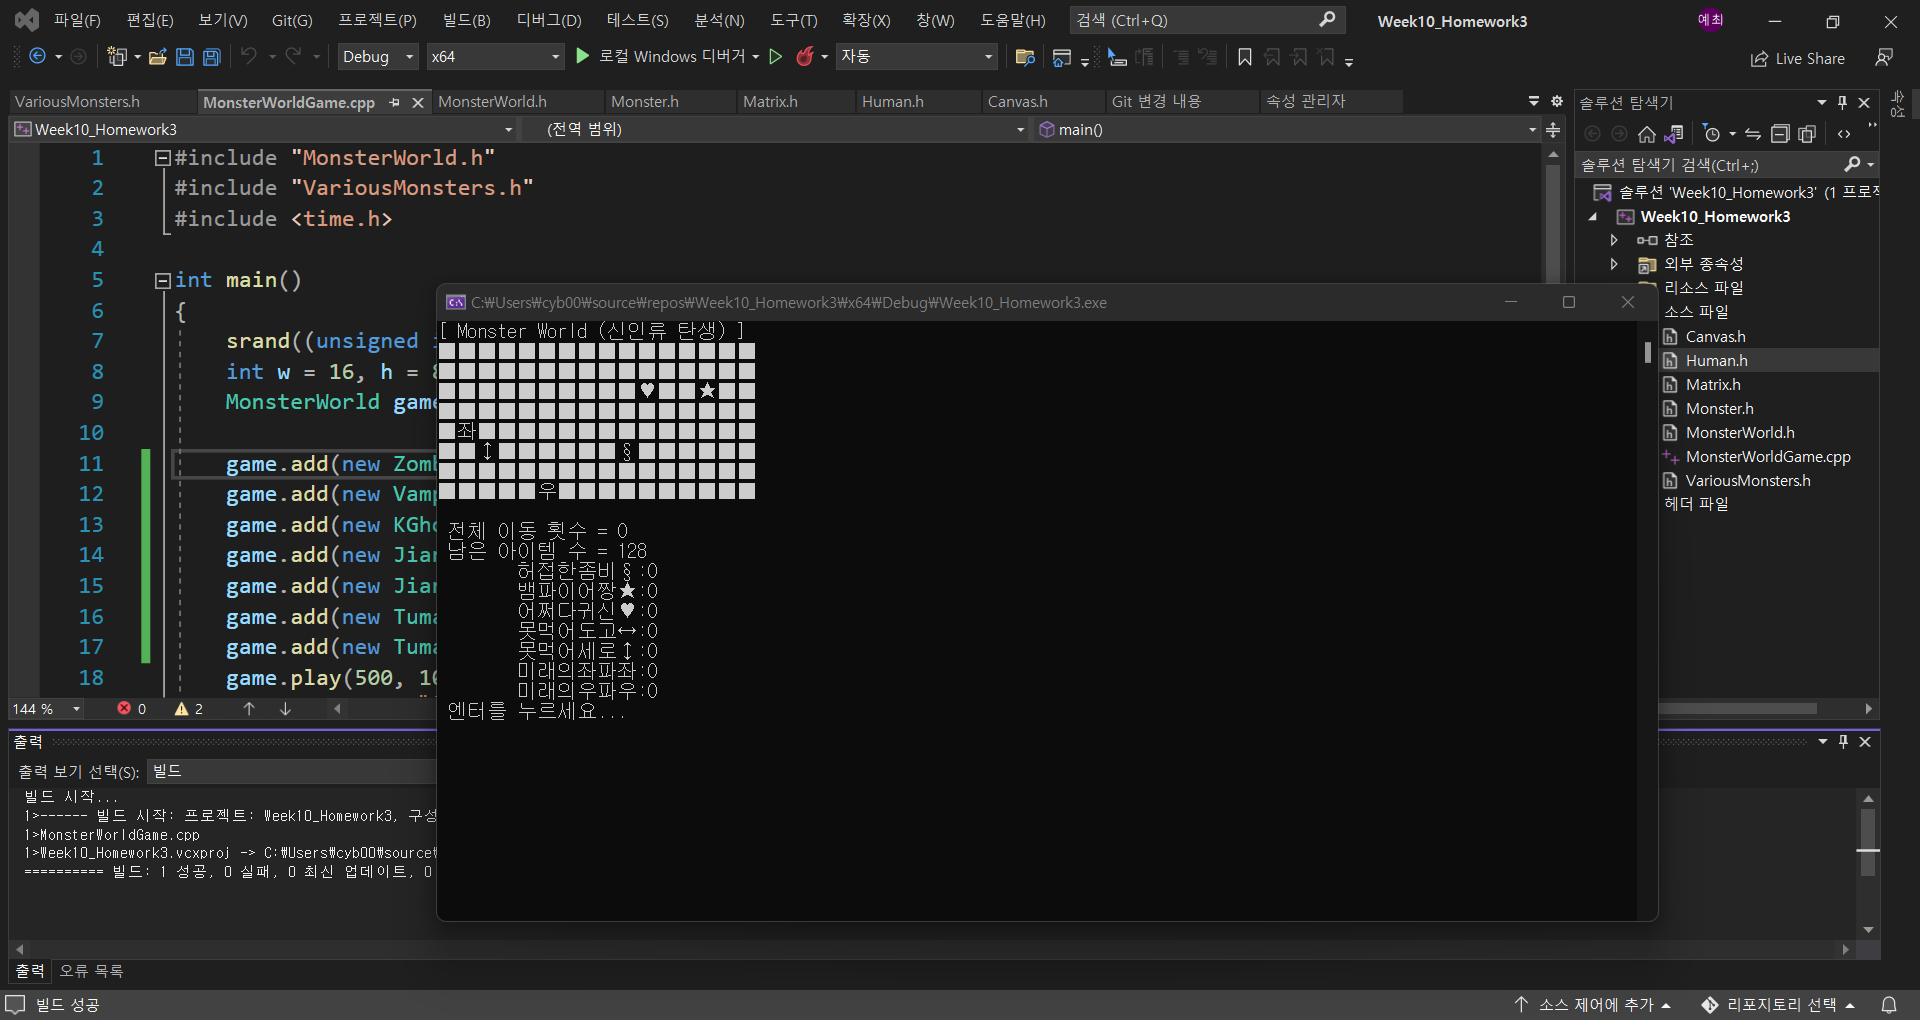 파일(F) 편집(E) 보기(V) Git(G) 프로젝트(P) 빌드(B) 디버그(D) 테스트(S) 분석(N) 도구(T) 확장(X) 창(W) 도움말(H) 검색 (Ctrl+Q) Week10_Homework3 예최
Debug x64 로컬 Windows 디버거 자동 Live Share
VariousMonsters.h MonsterWorldGame.cpp MonsterWorld.h Monster.h Matrix.h Human.h Canvas.h Git 변경 내용 속성 관리자
Week10_Homework3 (전역 범위) main()
1 #include "MonsterWorld.h"
2 #include "VariousMonsters.h"
3 #include <time.h>
4
5 int main()
6 {
7 srand((unsigned
8 int w = 16, h =
9 MonsterWorld game
10
11 game.add(new Zom
12 game.add(new Vam
13 game.add(new KGh
14 game.add(new Jia
15 game.add(new Jia
16 game.add(new Tum
17 game.add(new Tum
18 game.play(500, 10
144 % 0 2
C:₩Users₩cyb00₩source₩repos₩Week10_Homework3₩x64₩Debug₩Week10_Homework3.exe
[ Monster World (신인류 탄생) ]
■■■■■■■■■■■■■■■■
■■■■■■■■■■■■■■■■
■■■■■■■■■■♥■■★■■
■■■■■■■■■■■■■■■■
■좌■■■■■■■■■■■■■■
■■↕■■■■■■§■■■■■■
■■■■■■■■■■■■■■■■
■■■■■우■■■■■■■■■■
전체 이동 횟수 = 0
남은 아이템 수 = 128
허접한좀비§:0
뱀파이어짱★:0
어쩌다귀신♥:0
못먹어도고↔:0
못먹어세로↕:0
미래의좌파좌:0
미래의우파우:0
엔터를 누르세요...
솔루션 탐색기
솔루션 탐색기 검색(Ctrl+;)
솔루션 'Week10_Homework3' (1 프로젝
Week10_Homework3
참조
외부 종속성
리소스 파일
소스 파일
Canvas.h
Human.h
Matrix.h
Monster.h
MonsterWorld.h
MonsterWorldGame.cpp
VariousMonsters.h
헤더 파일
속성
출력
출력 보기 선택(S): 빌드
빌드 시작...
1>------ 빌드 시작: 프로젝트: Week10_Homework3, 구성
1>MonsterWorldGame.cpp
1>Week10_Homework3.vcxproj -> C:₩Users₩cyb00₩source₩
========== 빌드: 1 성공, 0 실패, 0 최신 업데이트, 0
출력 오류 목록
빌드 성공 소스 제어에 추가 리포지토리 선택